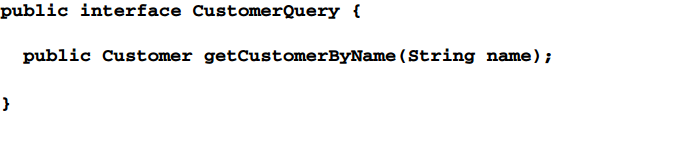 public interface CustomerQuery {
public Customer getCustomerByName(String name);
}